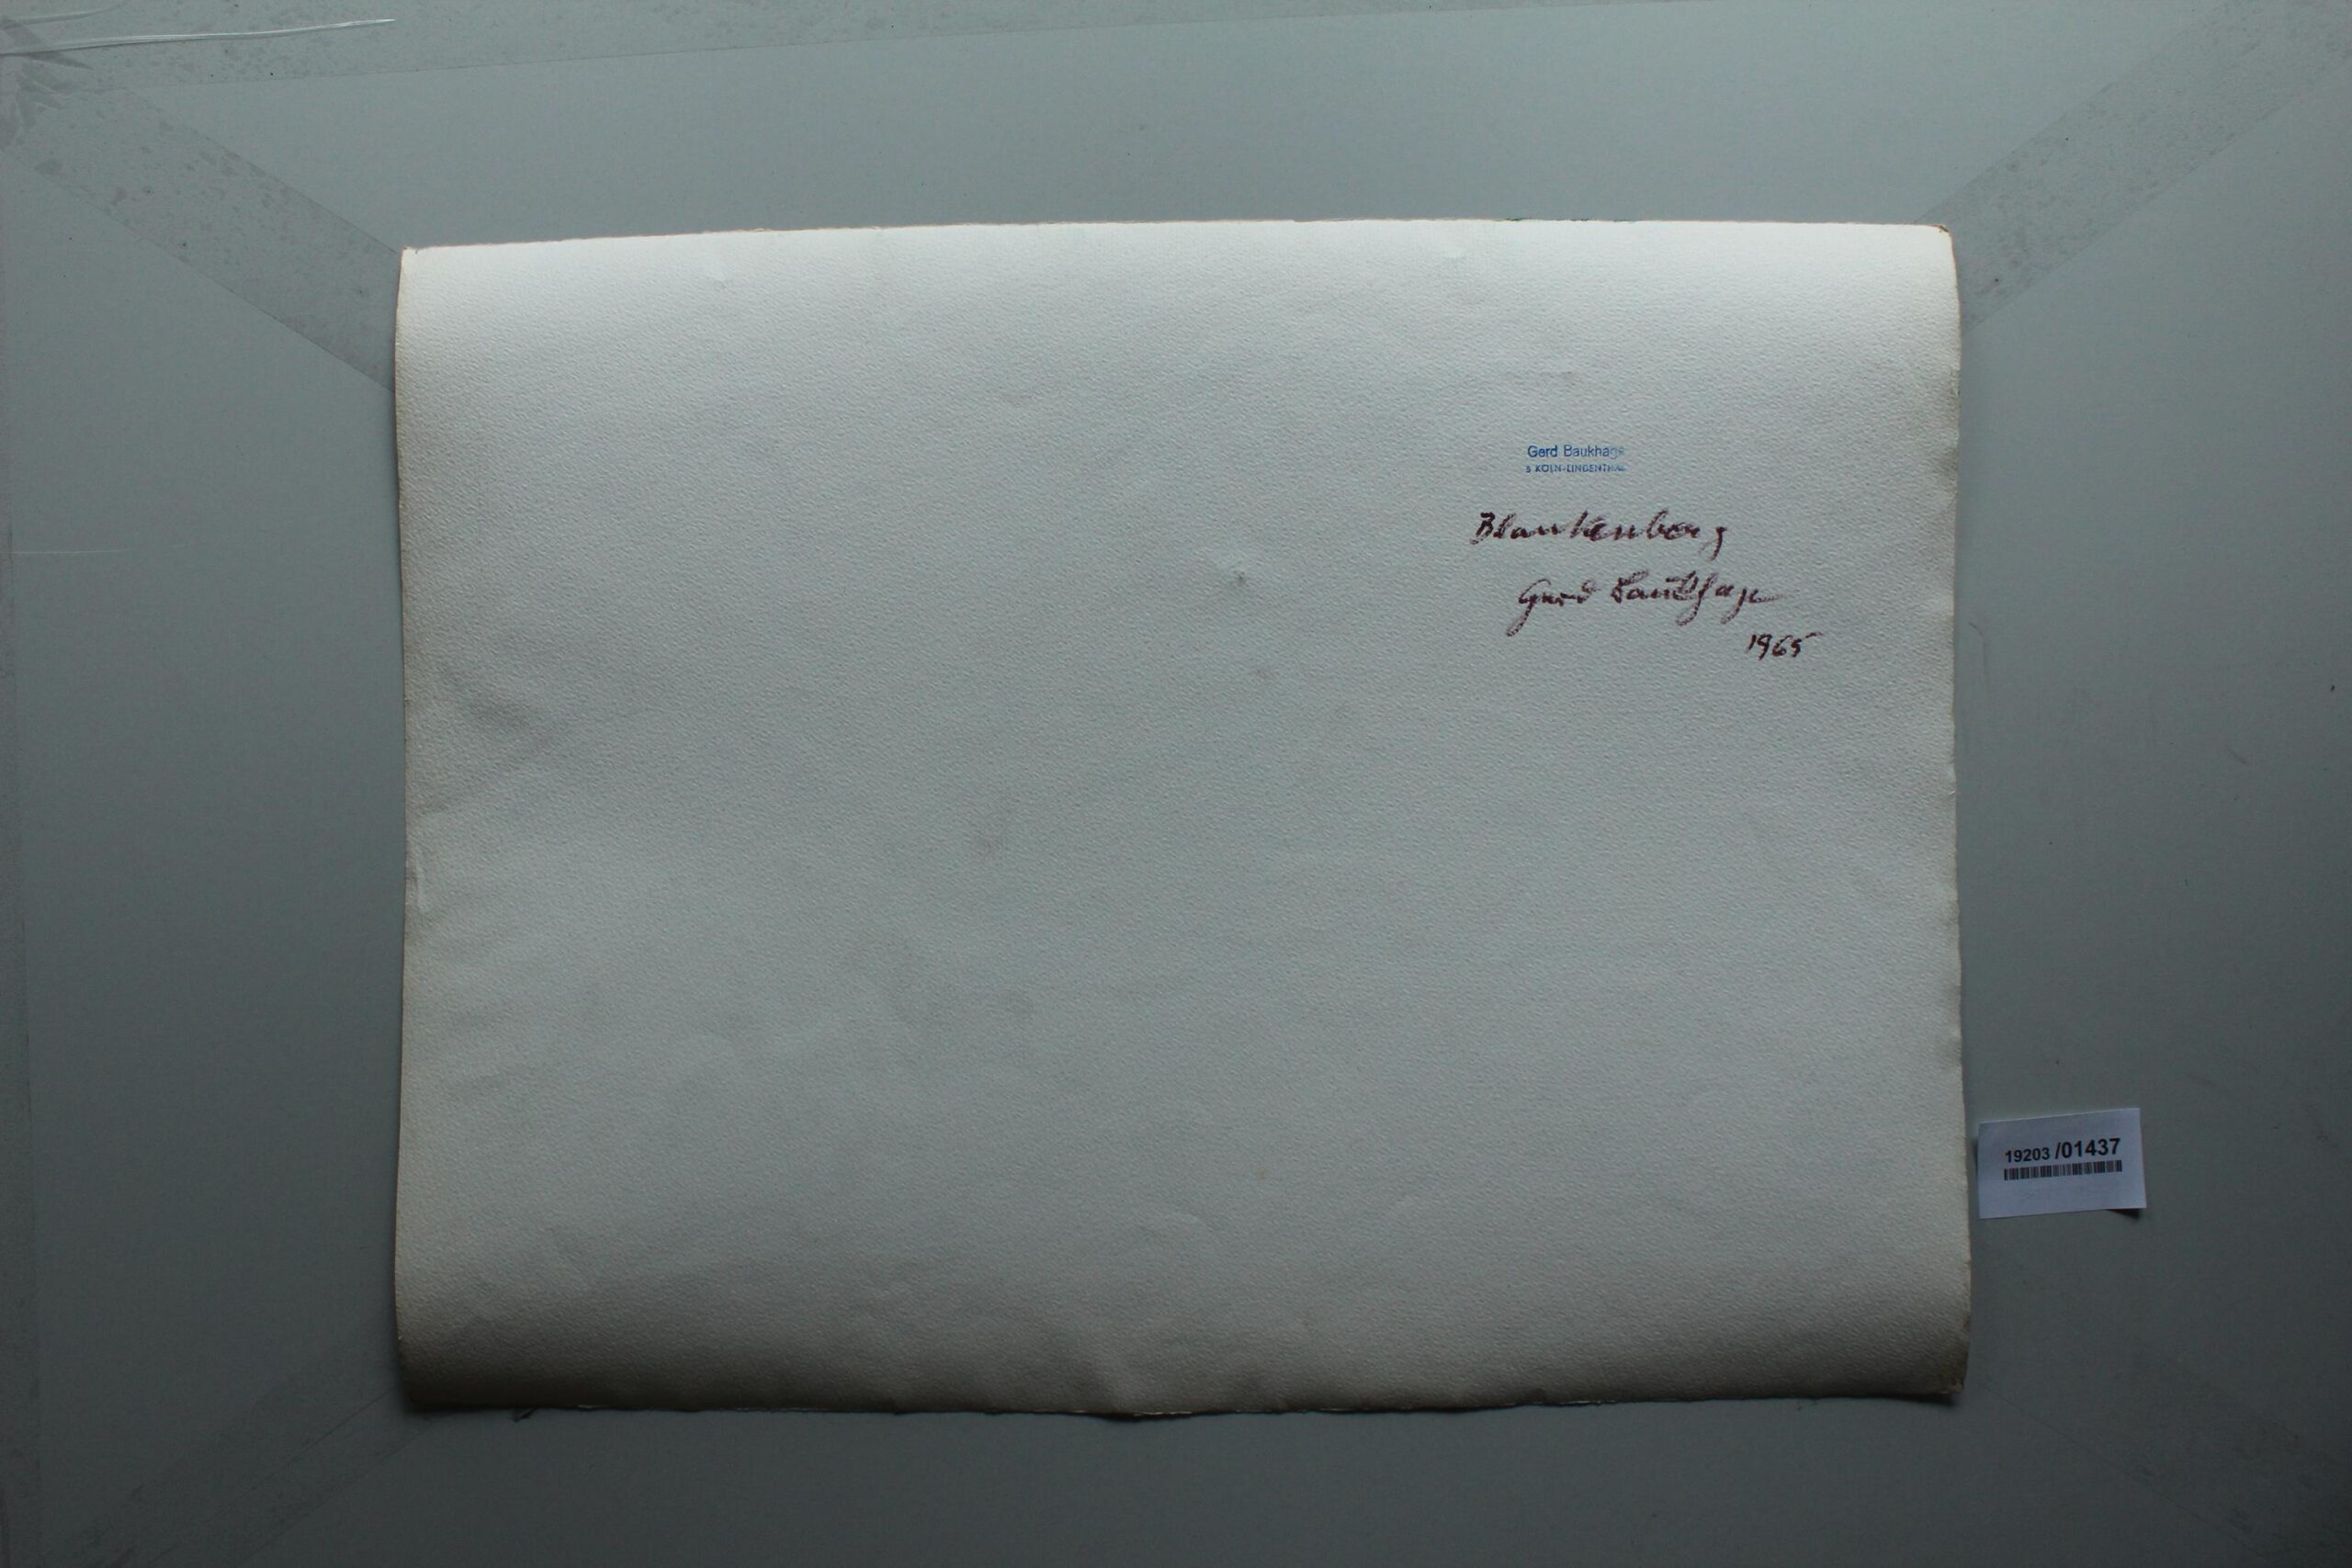 Gerd Baukhage
5 KÖLN-LINDENTHAL
Blankenberg
Gerd Baukhage
1965
19203 /01437